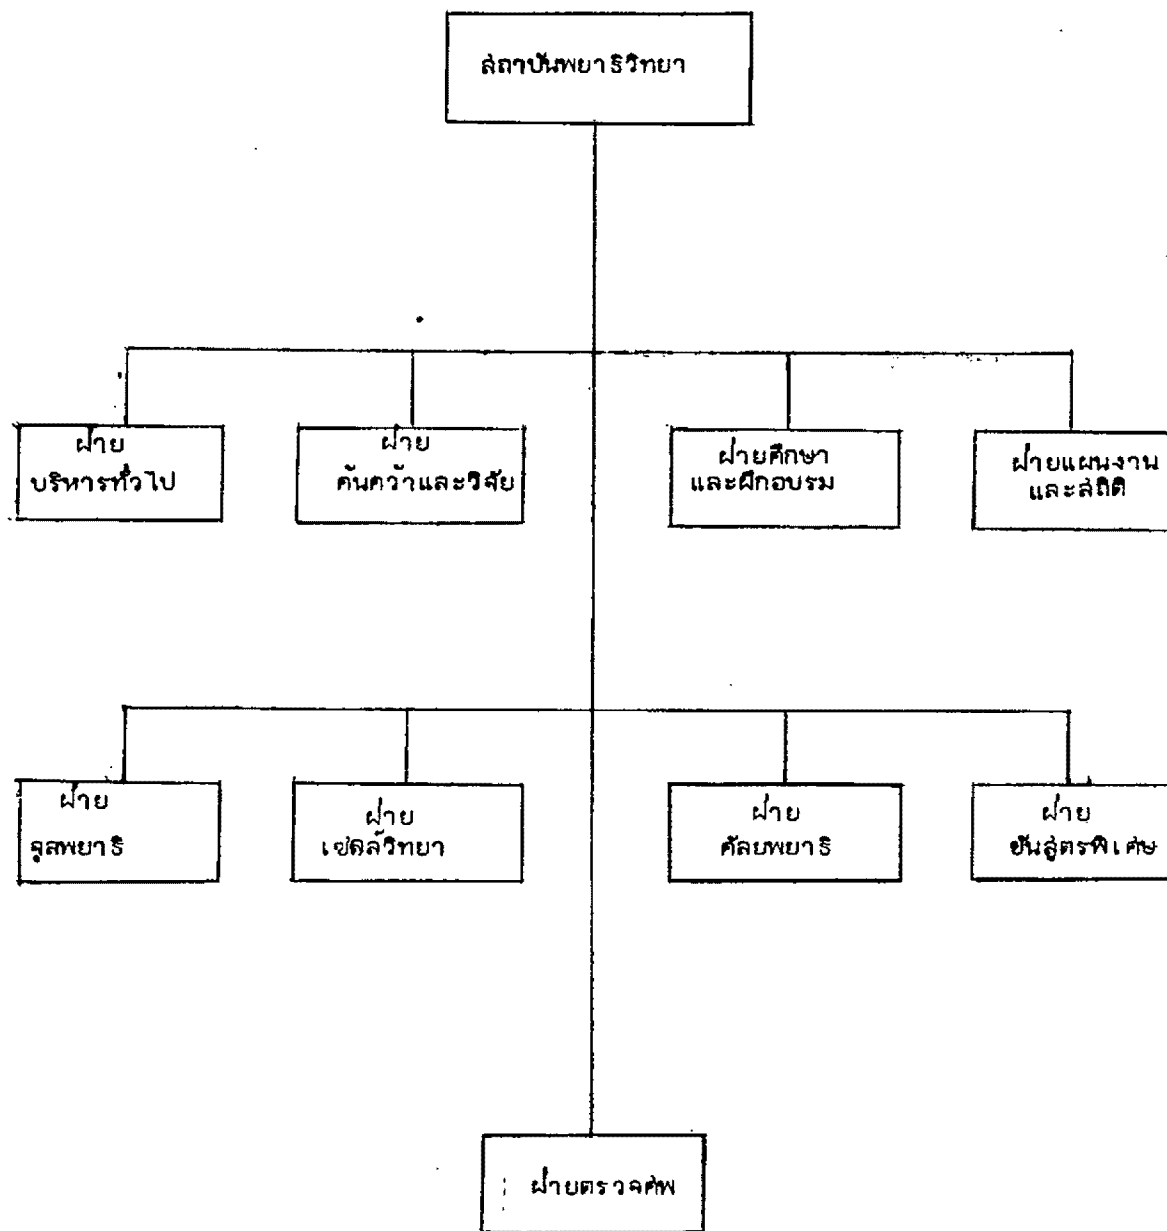 สถาบันพยาธิวิทยา
ฝ่าย
บริหารทั่วไป
ฝ่าย
ค้นคว้าและวิจัย
ฝ่ายศึกษา
และฝึกอบรม
ฝ่ายแผนงาน
และสถิติ
ฝ่าย
จุลพยาธิ
ฝ่าย
เซลล์วิทยา
ฝ่าย
ศัลยพยาธิ
ฝ่าย
ชันสูตรพิเศษ
ฝ่ายตรวจศพ